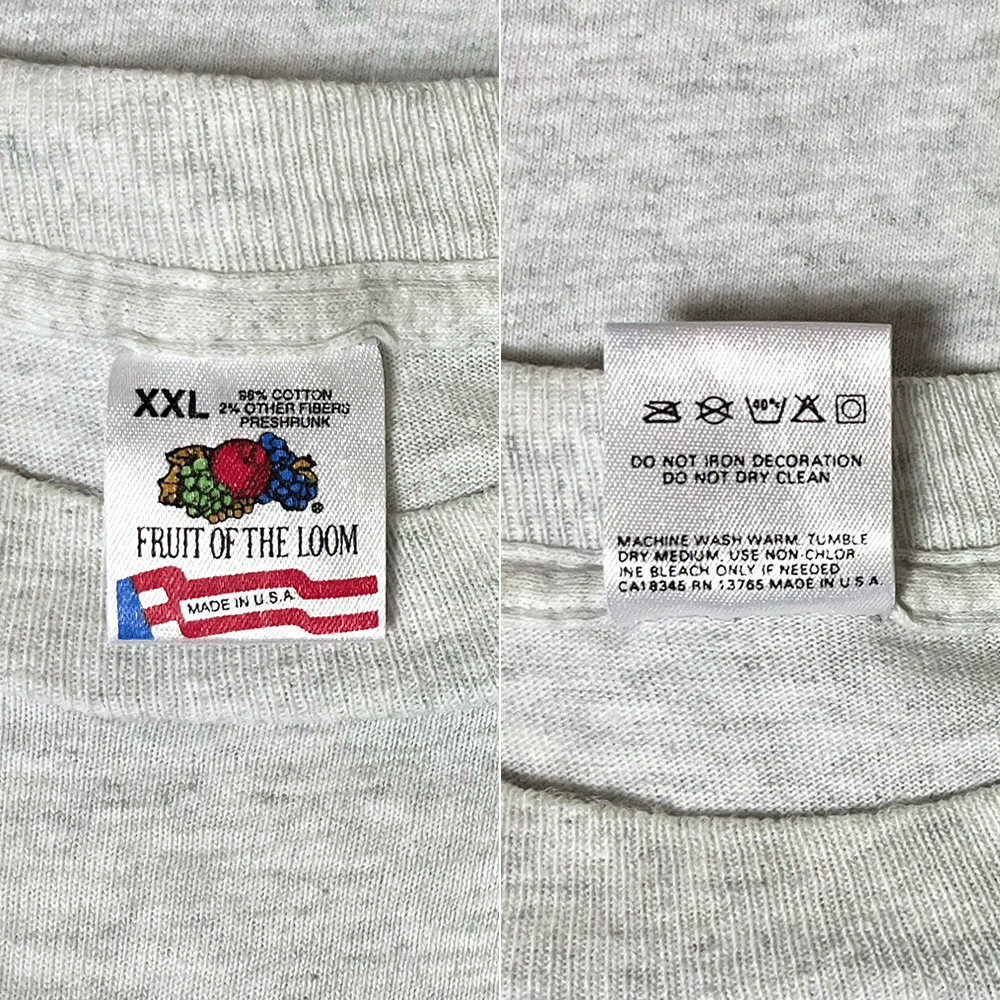 XXL
98% COTTON
2% OTHER FIBERS
PRESHRUNK
®
FRUIT OF THE LOOM
MADE IN U.S.A.
40°c
DO NOT IRON DECORATION
DO NOT DRY CLEAN
MACHINE WASH WARM. TUMBLE
DRY MEDIUM, USE NON-CHLOR-
INE BLEACH ONLY IF NEEDED
CA18346 RN 13765 MADE IN U.S.A.